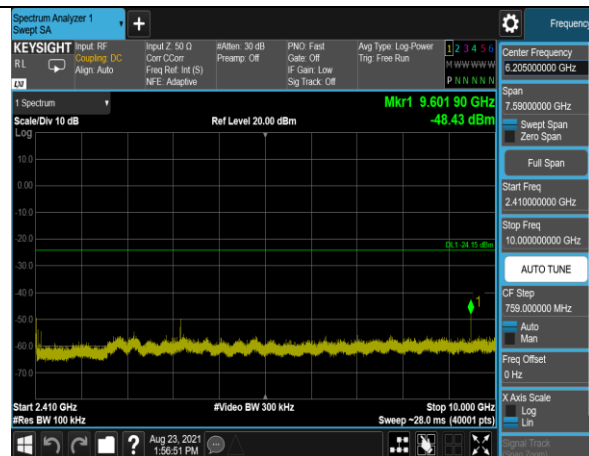 Spectrum Analyzer 1
Swept SA
Frequency
KEYSIGHT
RL
LXI
Input: RF
Coupling: DC
Align: Auto
Input Z: 50 Ω
Corr CCorr
Freq Ref: Int (S)
NFE: Adaptive
#Atten: 30 dB
Preamp: Off
PNO: Fast
Gate: Off
IF Gain: Low
Sig Track: Off
Avg Type: Log-Power
Trig: Free Run
1 2 3 4 5 6
M W W W W W
P N N N N N
1 Spectrum
Scale/Div 10 dB
Ref Level 20.00 dBm
Mkr1 9.601 90 GHz
-48.43 dBm
Log
10.0
0.00
-10.0
-20.0
-30.0
-40.0
-50.0
-60.0
-70.0
DL1 -24.15 dBm
1
Start 2.410 GHz
#Res BW 100 kHz
#Video BW 300 kHz
Stop 10.000 GHz
Sweep ~28.0 ms (40001 pts)
Center Frequency
6.205000000 GHz
Span
7.59000000 GHz
Swept Span
Zero Span
Full Span
Start Freq
2.410000000 GHz
Stop Freq
10.000000000 GHz
AUTO TUNE
CF Step
759.000000 MHz
Auto
Man
Freq Offset
0 Hz
X Axis Scale
Log
Lin
Signal Track
(Span Zoom)
?
Aug 23, 2021
1:56:51 PM